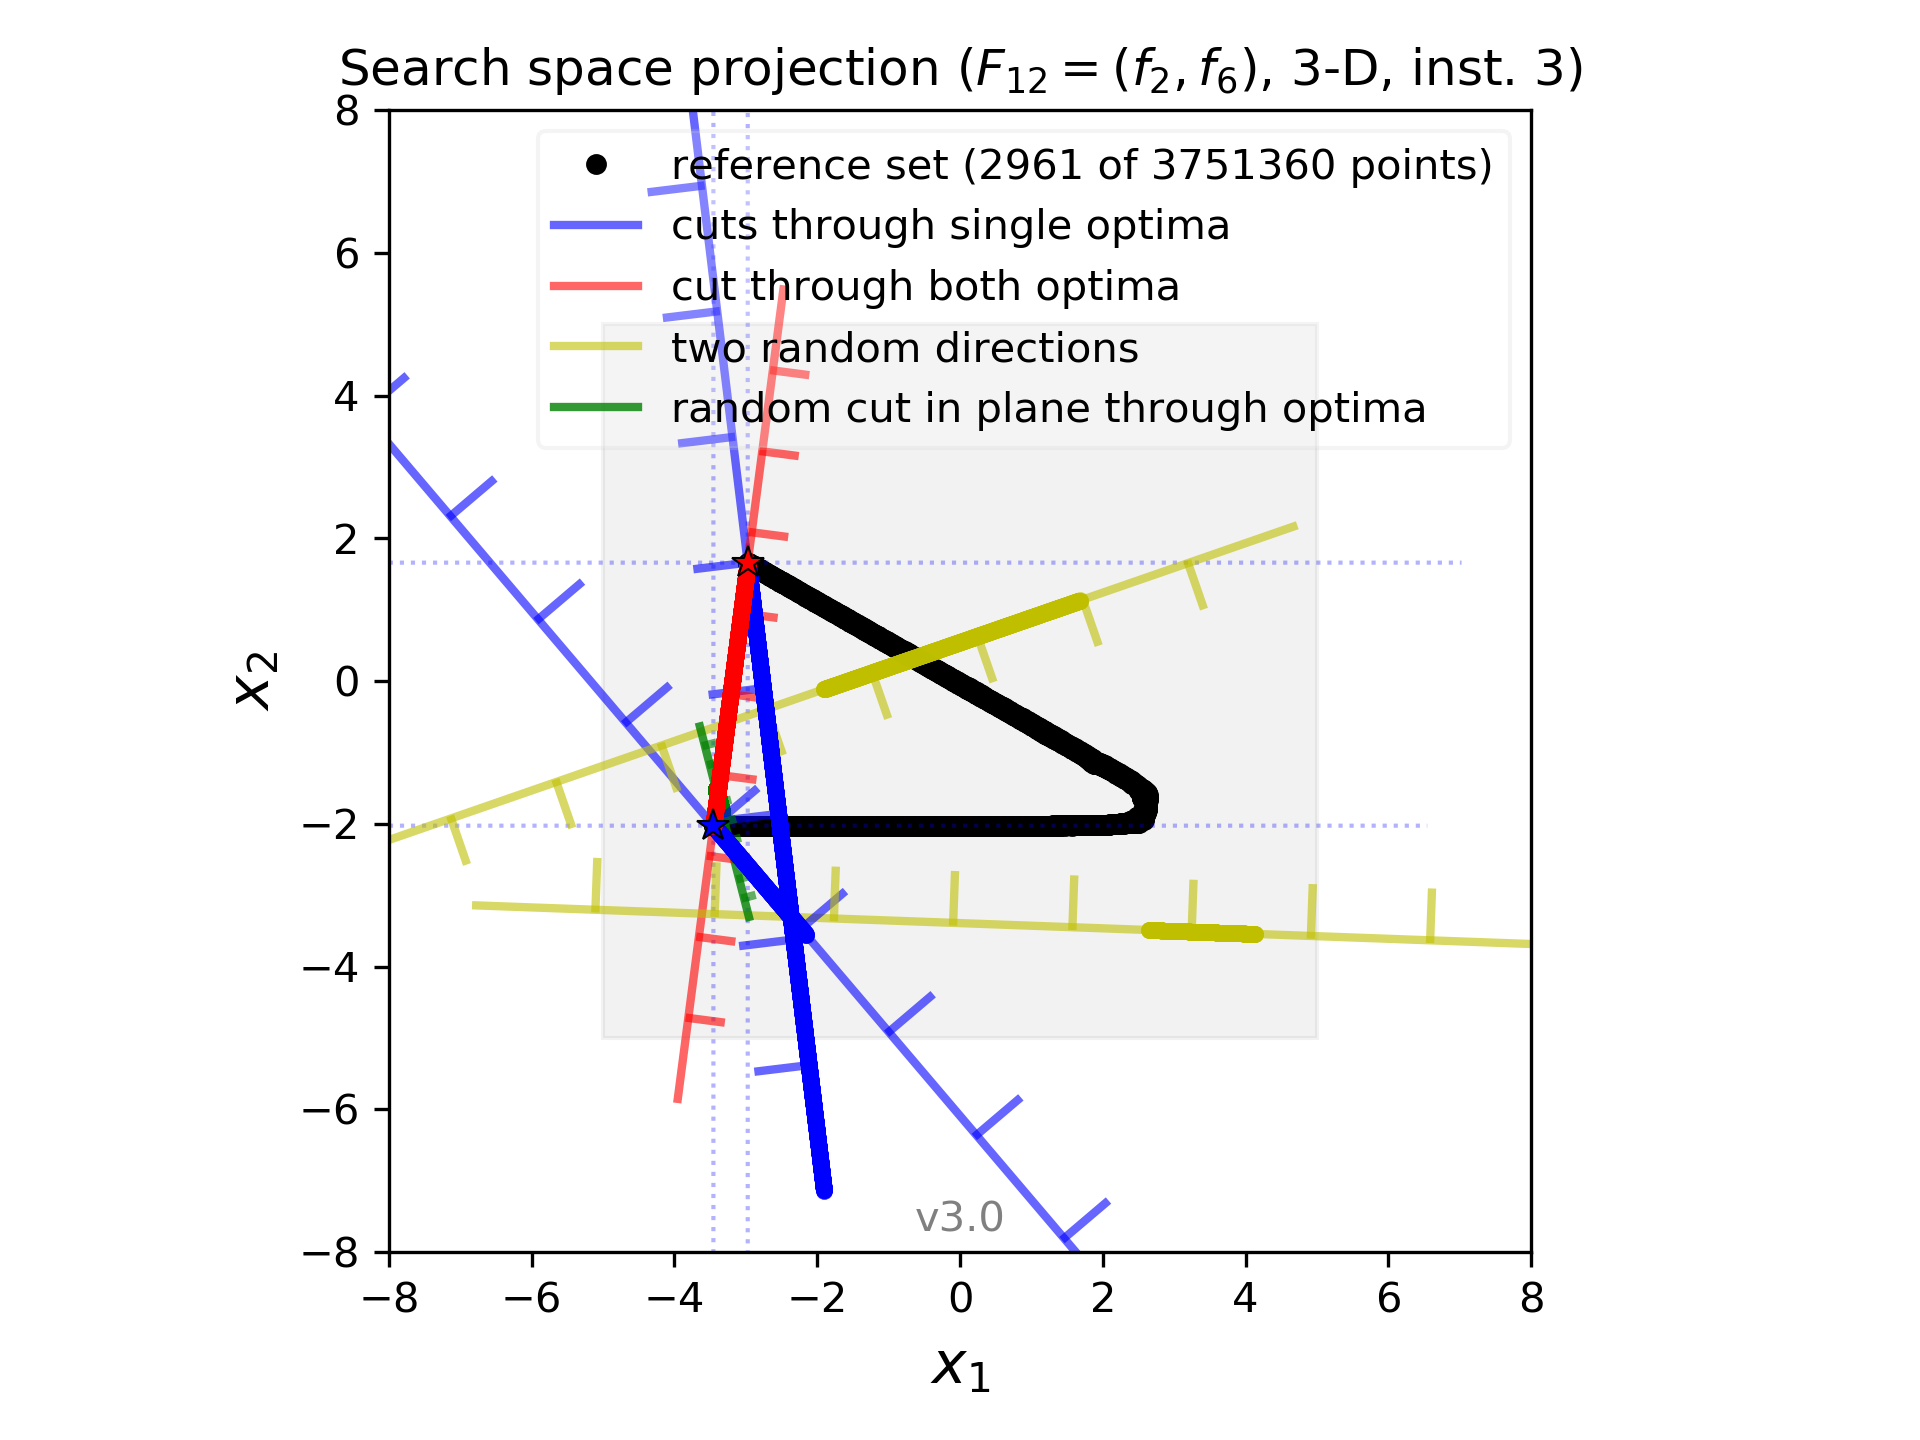 Search space projection (F₁₂ = (f₂, f₆), 3-D, inst. 3)
reference set (2961 of 3751360 points)
cuts through single optima
cut through both optima
two random directions
random cut in plane through optima
8
6
4
2
0
−2
−4
−6
−8
x₂
v3.0
−8 −6 −4 −2 0 2 4 6 8
x₁